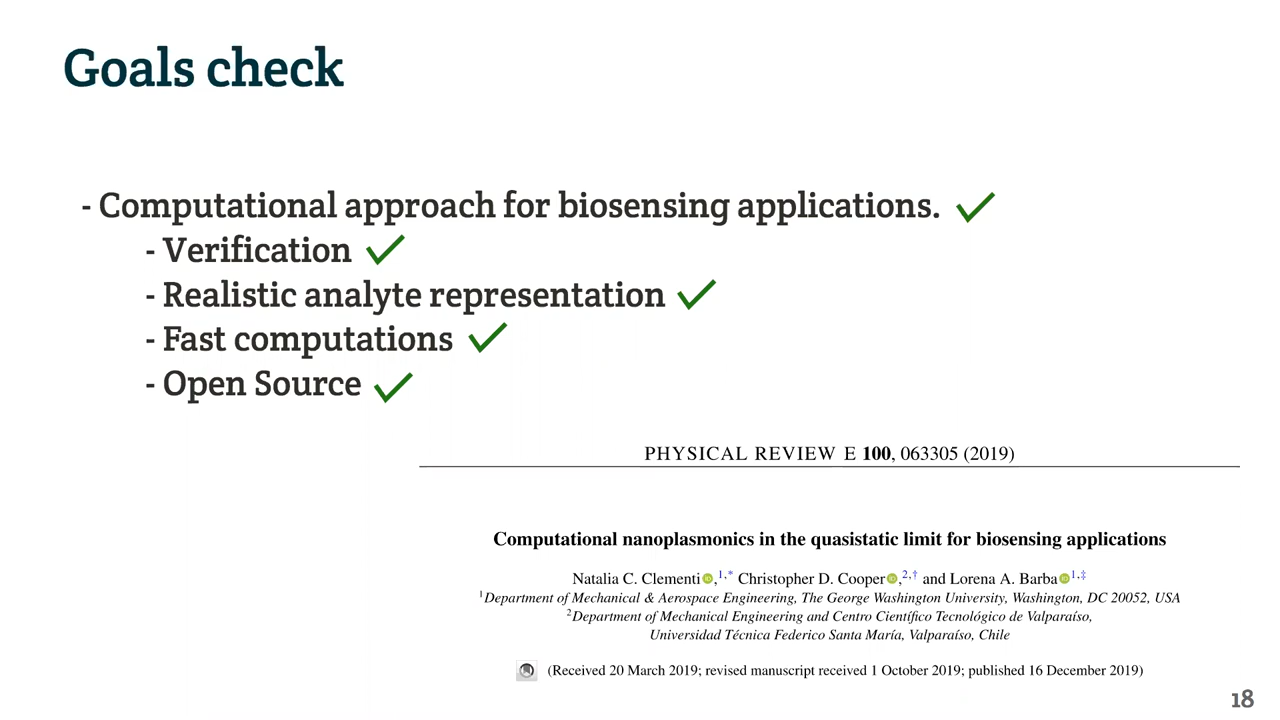 Goals check
- Computational approach for biosensing applications.
- Verification
- Realistic analyte representation
- Fast computations
- Open Source
PHYSICAL REVIEW E 100, 063305 (2019)
Computational nanoplasmonics in the quasistatic limit for biosensing applications
Natalia C. Clementi,1,* Christopher D. Cooper,2,† and Lorena A. Barba1,‡
1Department of Mechanical & Aerospace Engineering, The George Washington University, Washington, DC 20052, USA
2Department of Mechanical Engineering and Centro Científico Tecnológico de Valparaíso,
Universidad Técnica Federico Santa María, Valparaíso, Chile
(Received 20 March 2019; revised manuscript received 1 October 2019; published 16 December 2019)
18